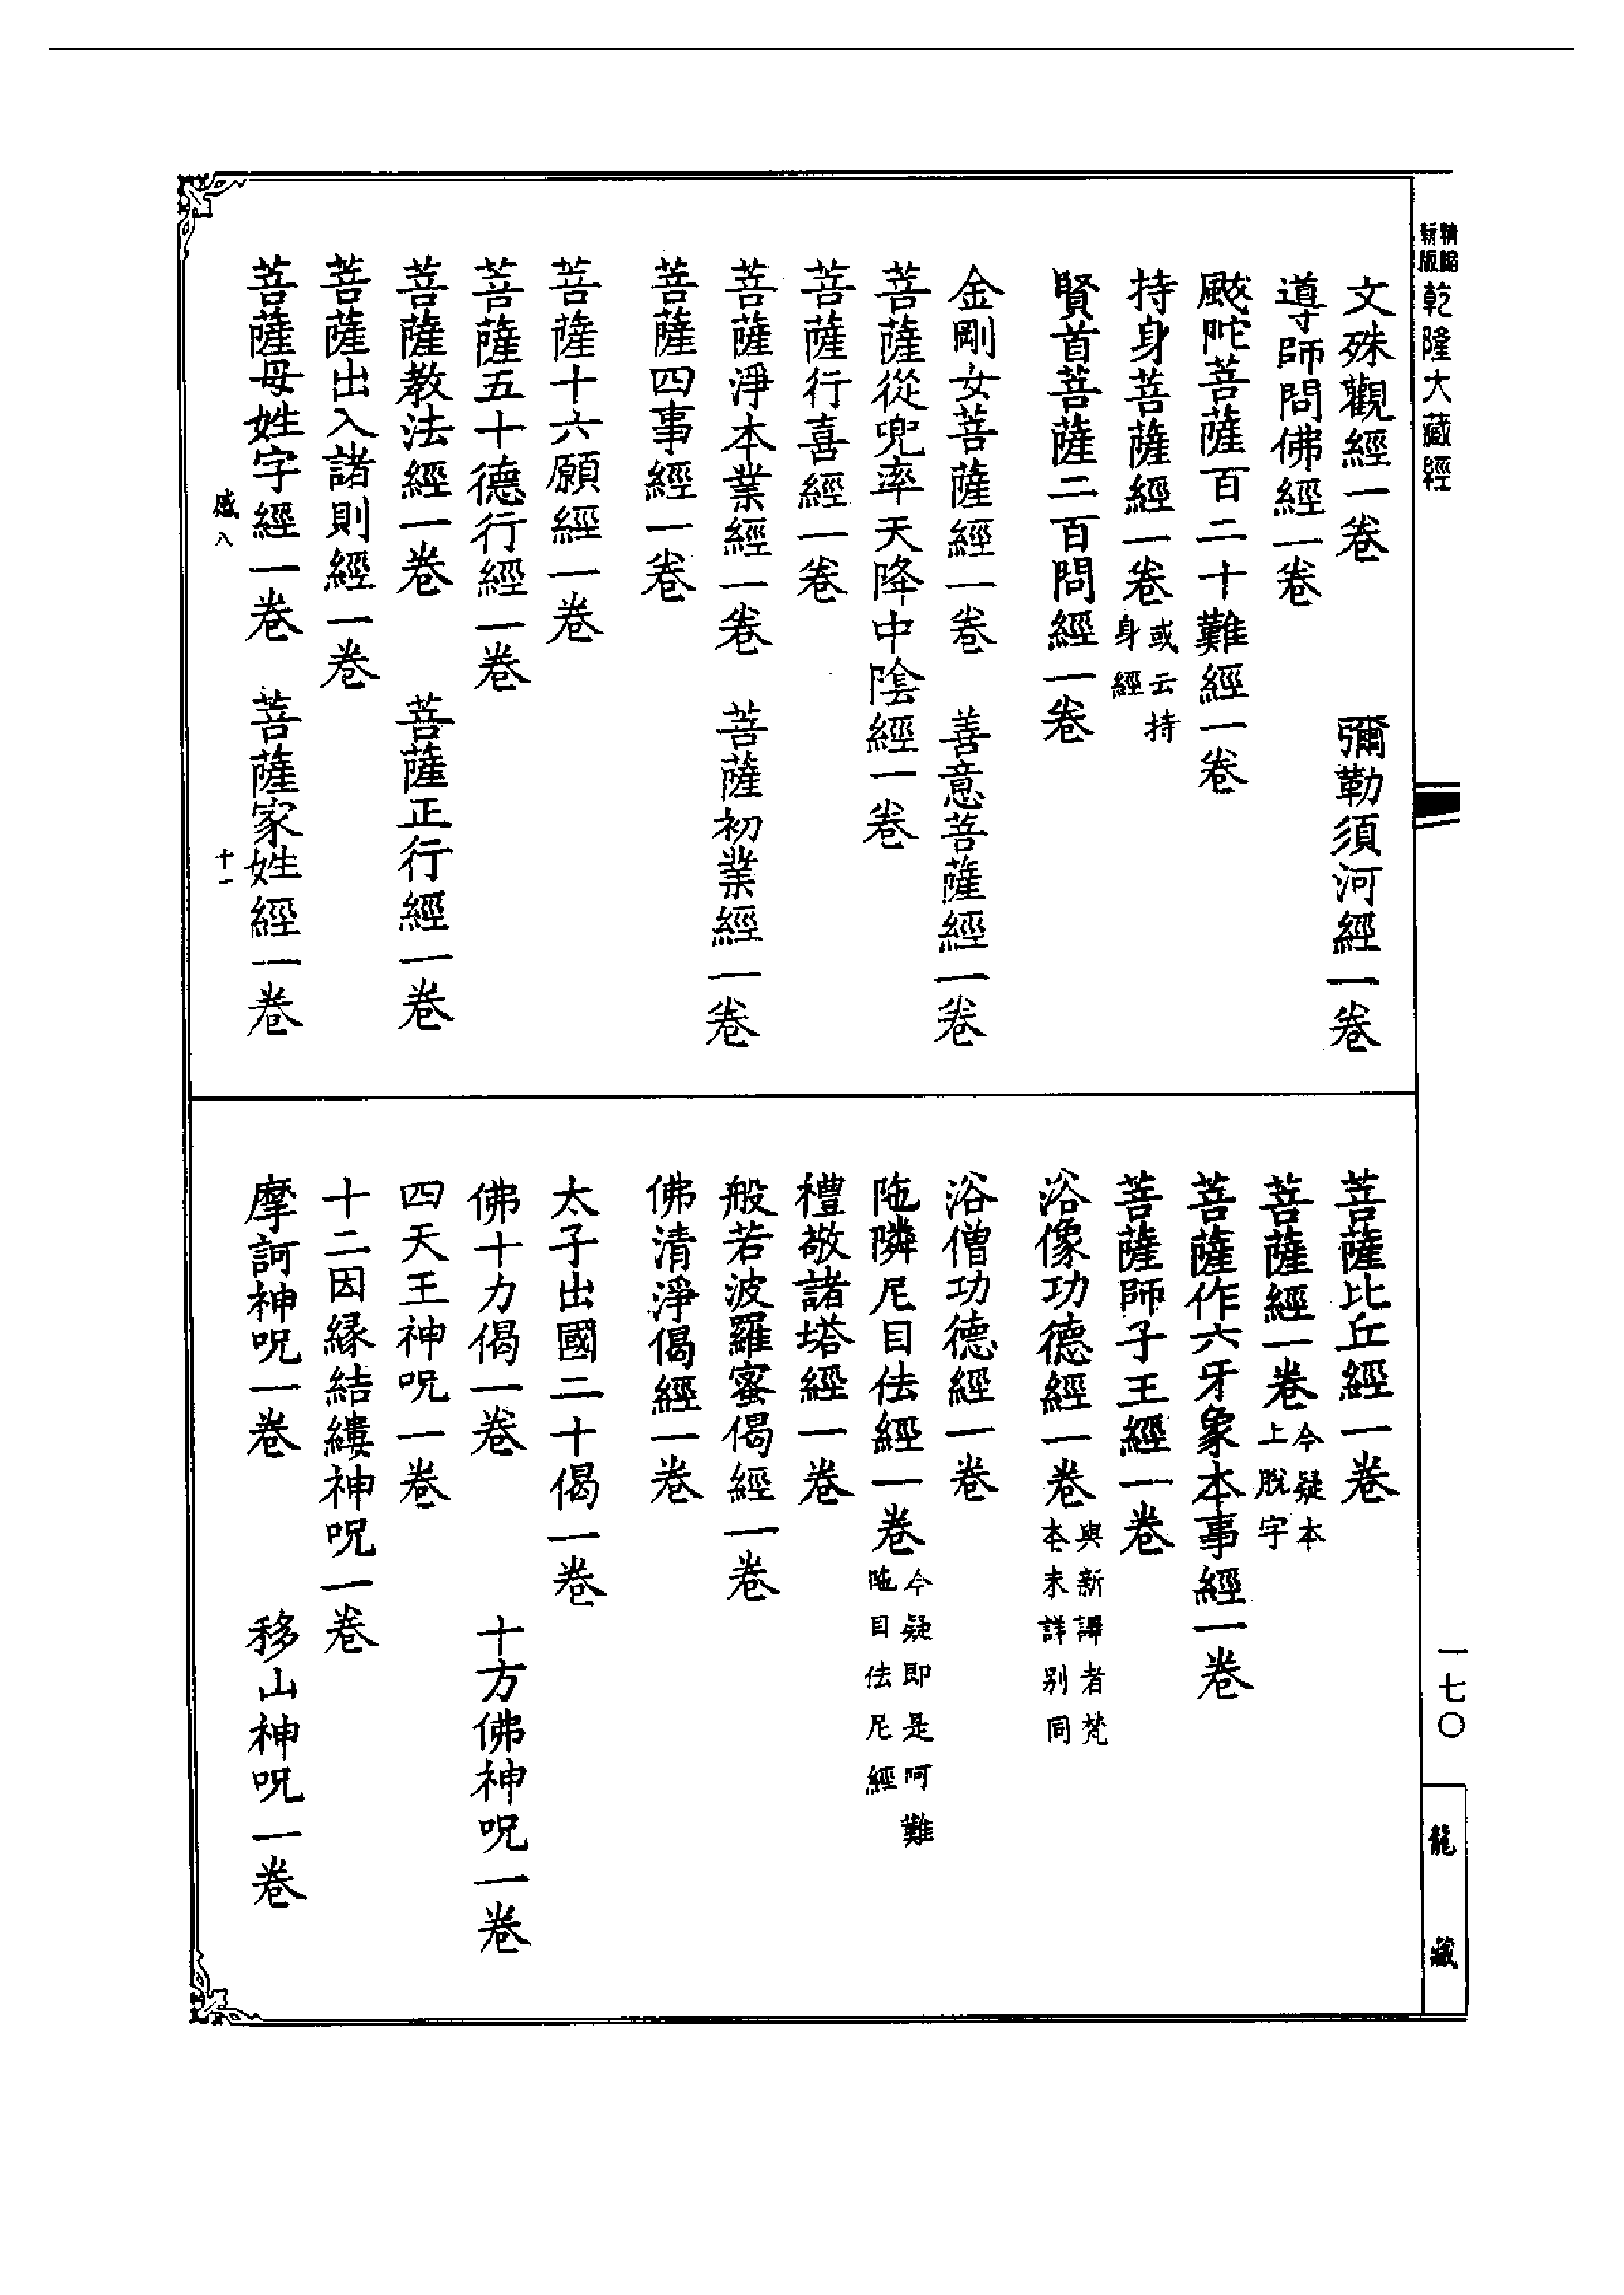 精縮新版乾隆大藏經
文殊觀經一卷　彌勒須河經一卷
導師問佛經一卷
颰陀菩薩百二十難經一卷
持身菩薩經一卷或云持身經
賢首菩薩二百問經一卷
金剛女菩薩經一卷　善意菩薩經一卷
菩薩從兜率天降中陰經一卷
菩薩行喜經一卷
菩薩淨本業經一卷　菩薩初業經一卷
菩薩四事經一卷
菩薩十六願經一卷
菩薩五十德行經一卷
菩薩教法經一卷　菩薩正行經一卷
菩薩出入諸則經一卷
菩薩母姓字經一卷　菩薩家姓經一卷
感八　十一
菩薩比丘經一卷
菩薩經一卷今疑本上脫字
菩薩作六牙象本事經一卷
菩薩師子王經一卷
浴像功德經一卷與新譯者梵本未詳別同
浴僧功德經一卷
陁隣尼目佉經一卷今疑即是阿難陁目佉尼經
禮敬諸塔經一卷
般若波羅蜜偈經一卷
佛清淨偈經一卷
太子出國二十偈一卷
佛十力偈一卷　十方佛神呪一卷
四天王神呪一卷
十二因緣結縷神呪一卷
摩訶神呪一卷　移山神呪一卷
一七〇
龍藏